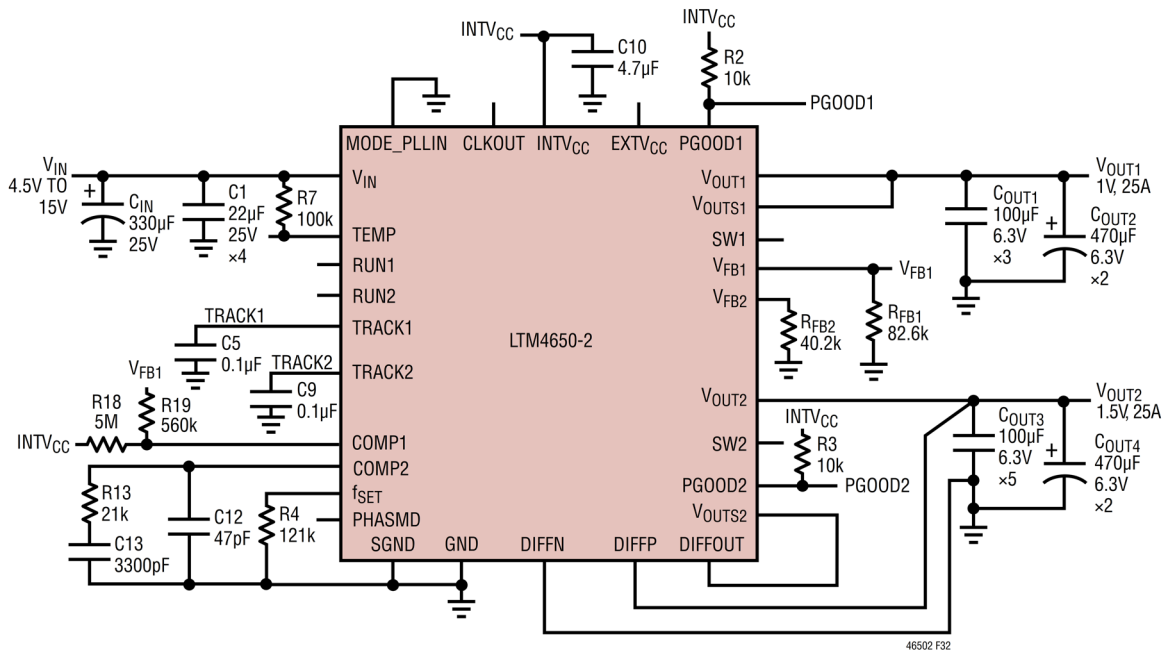 INTVCC
INTVCC
C10
4.7µF
R2
10k
PGOOD1
MODE_PLLIN
CLKOUT
INTVCC
EXTVCC
PGOOD1
VIN
4.5V TO
15V
+
CIN
330µF
25V
C1
22µF
25V
×4
R7
100k
VIN
TEMP
RUN1
RUN2
TRACK1
TRACK1
C5
0.1µF
TRACK2
TRACK2
C9
0.1µF
VFB1
R18
5M
R19
560k
INTVCC
COMP1
COMP2
R13
21k
C13
3300pF
C12
47pF
R4
121k
fSET
PHASMD
SGND
GND
DIFFN
DIFFP
DIFFOUT
LTM4650-2
VOUT1
VOUTS1
SW1
VFB1
VFB2
VOUT2
SW2
PGOOD2
VOUTS2
VOUT1
1V, 25A
COUT1
100µF
6.3V
×3
+
COUT2
470µF
6.3V
×2
VFB1
RFB2
40.2k
RFB1
82.6k
INTVCC
R3
10k
PGOOD2
VOUT2
1.5V, 25A
COUT3
100µF
6.3V
×5
+
COUT4
470µF
6.3V
×2
46502 F32